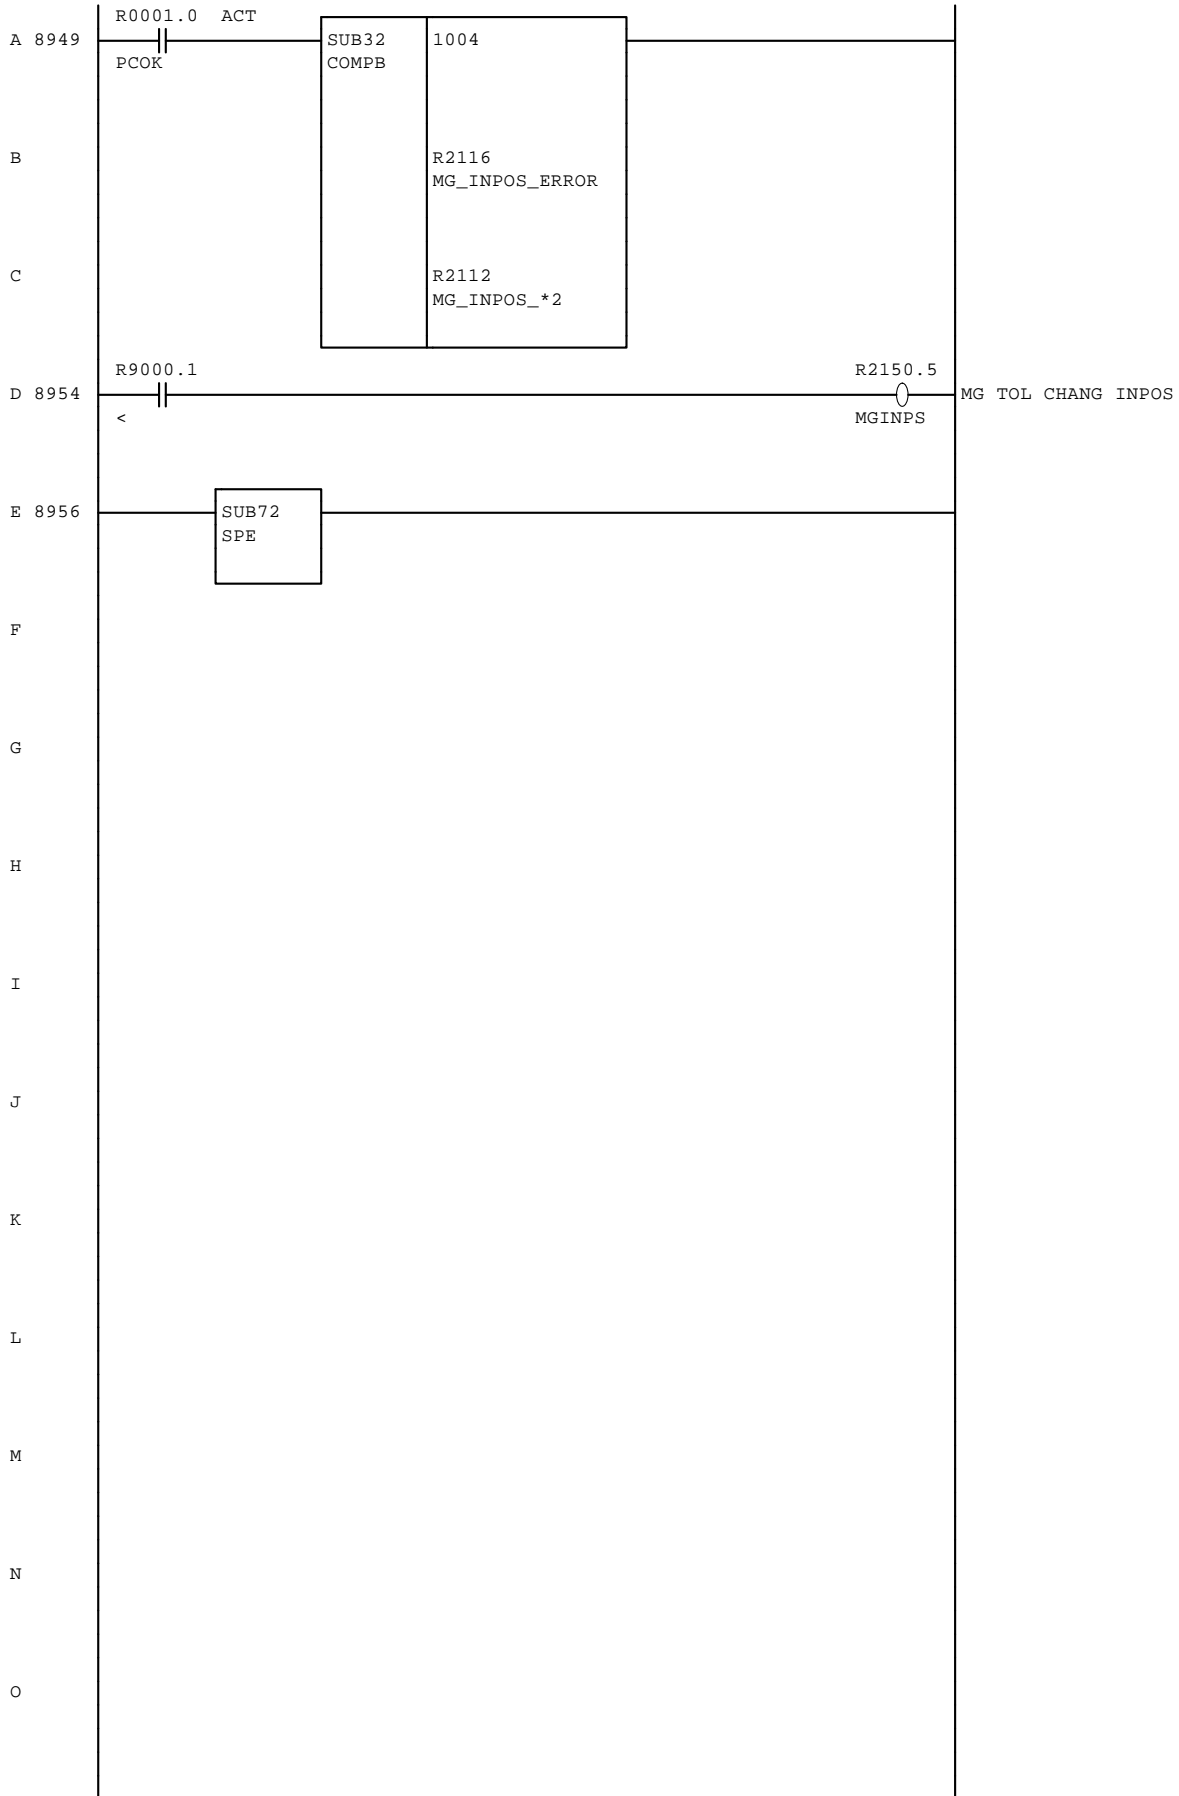 R0001.0 ACT
A 8949 SUB32 1004
PCOK COMPB
B R2116
MG_INPOS_ERROR
C R2112
MG_INPOS_*2
R9000.1 R2150.5
D 8954 MG TOL CHANG INPOS
< MGINPS
E 8956 SUB72
SPE
F
G
H
I
J
K
L
M
N
O